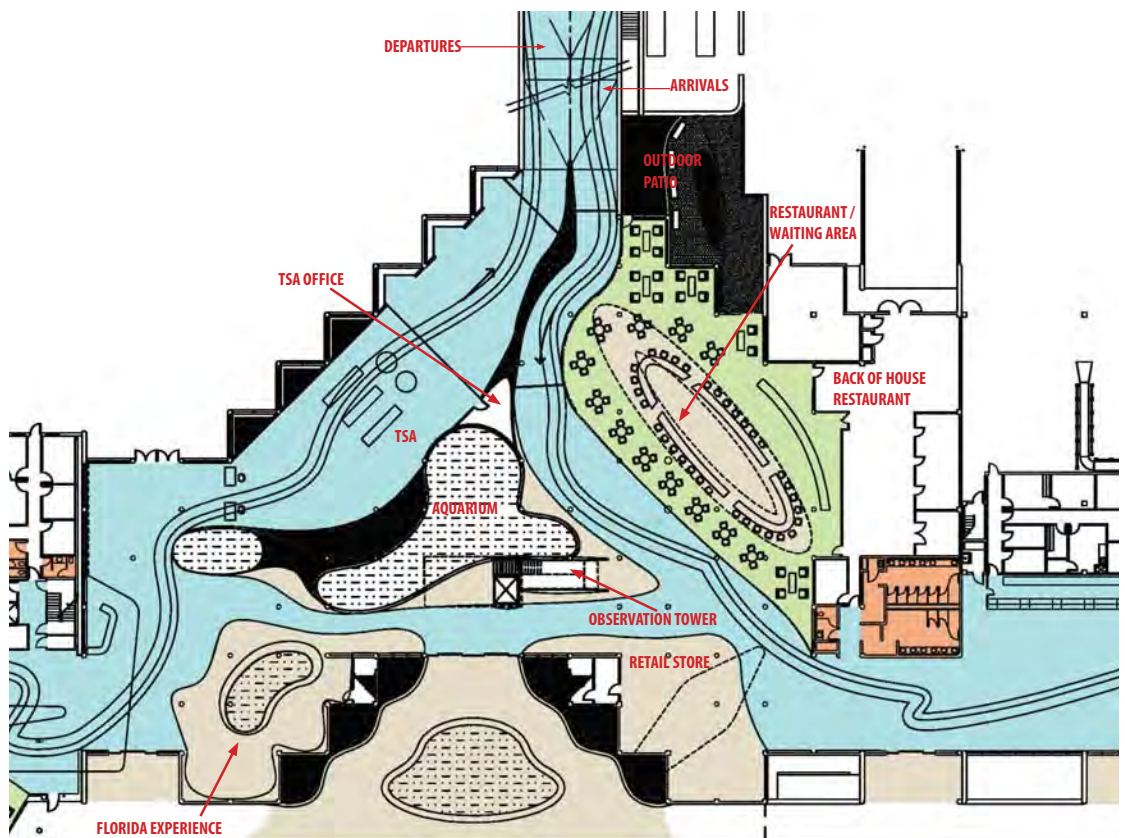 DEPARTURES
ARRIVALS
OUTDOOR
PATIO
RESTAURANT /
WAITING AREA
TSA OFFICE
BACK OF HOUSE
RESTAURANT
TSA
AQUARIUM
OBSERVATION TOWER
RETAIL STORE
FLORIDA EXPERIENCE